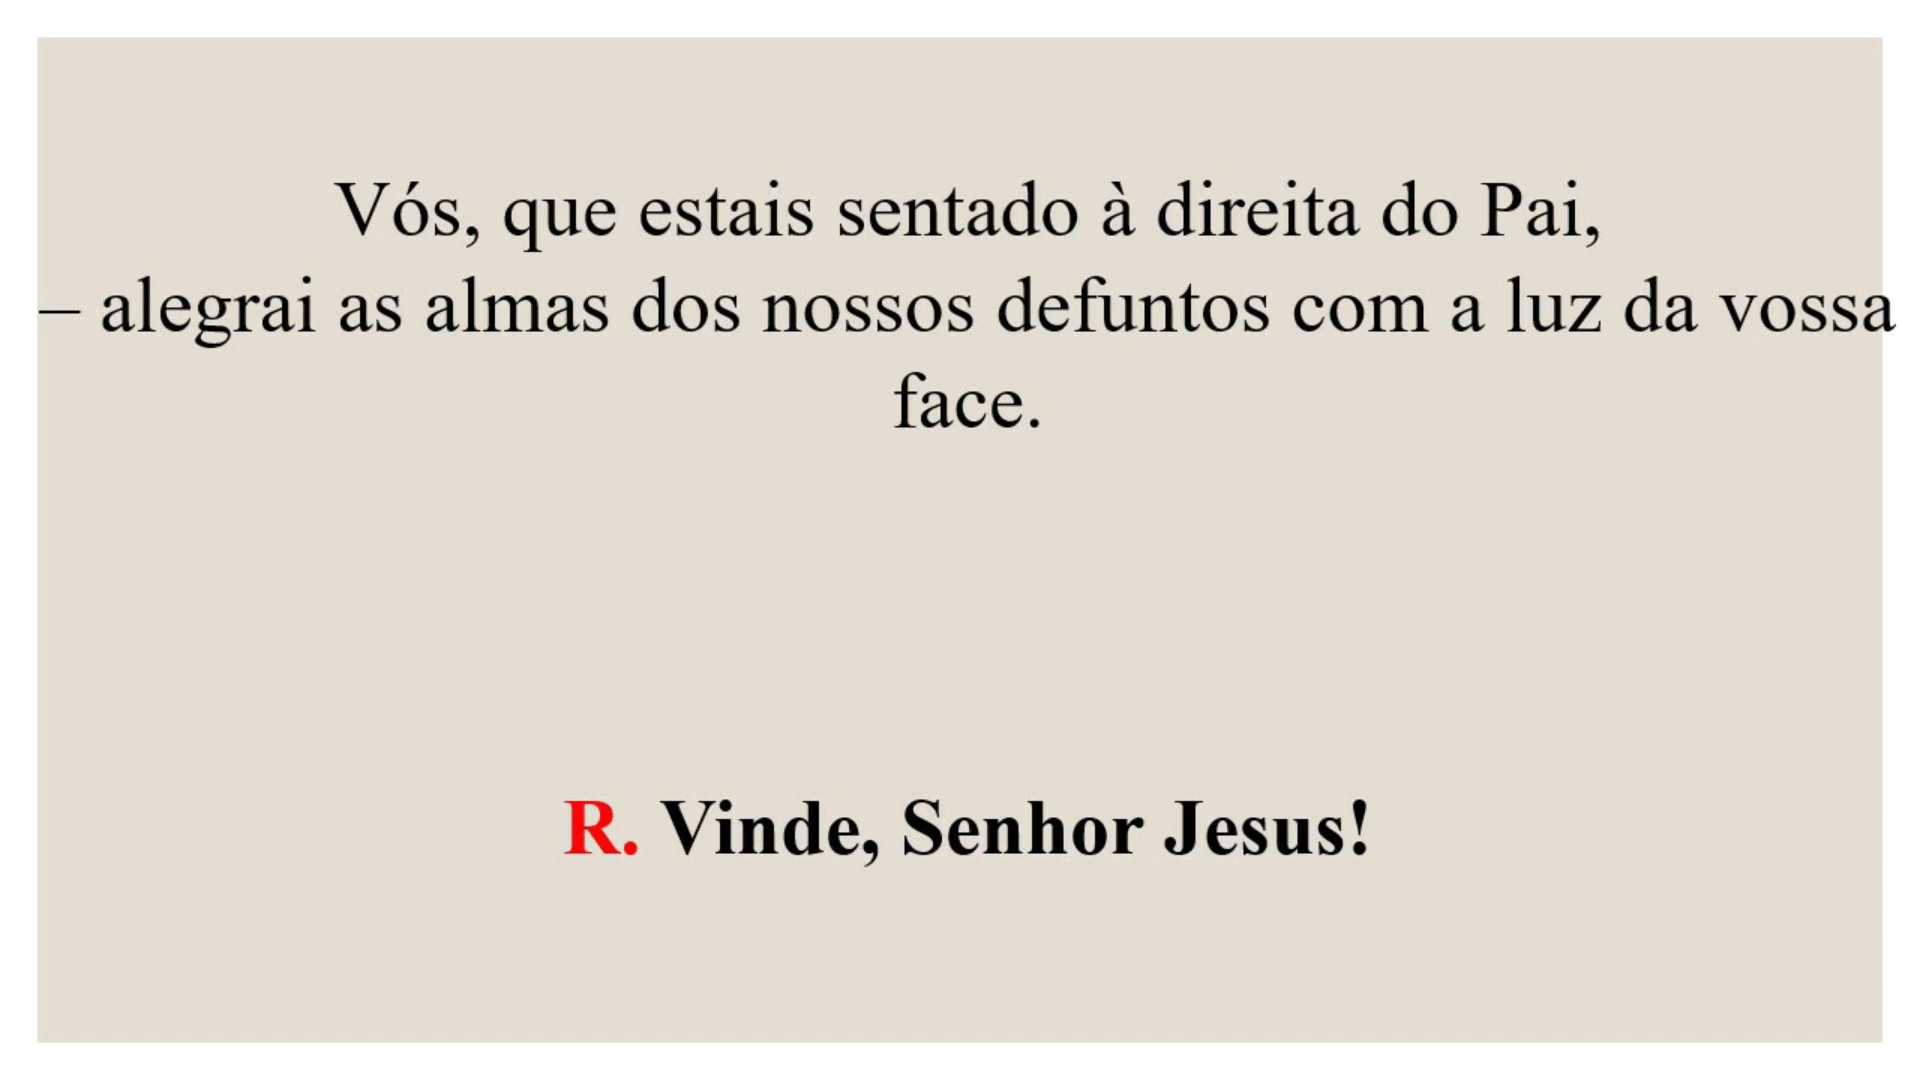 Vós, que estais sentado à direita do Pai,
– alegrai as almas dos nossos defuntos com a luz da vossa
face.
R. Vinde, Senhor Jesus!